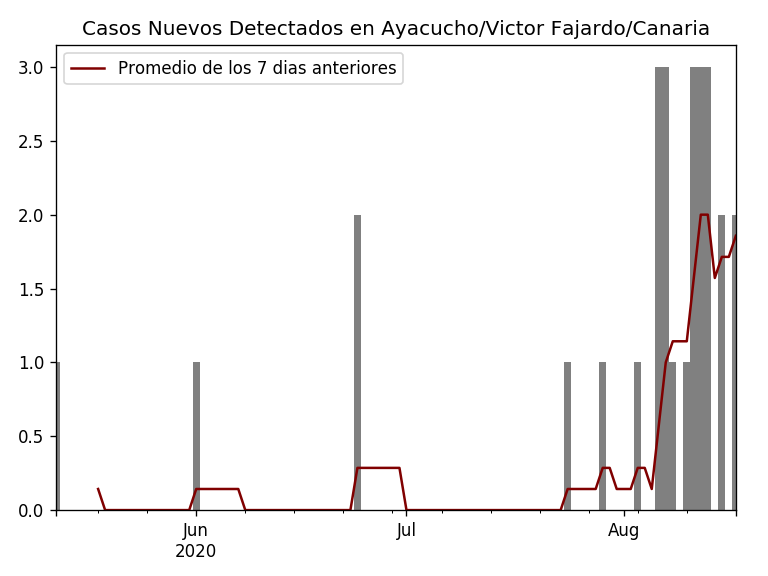 Casos Nuevos Detectados en Ayacucho/Victor Fajardo/Canaria
Promedio de los 7 dias anteriores
3.0
2.5
2.0
1.5
1.0
0.5
0.0
Jun
2020
Jul
Aug